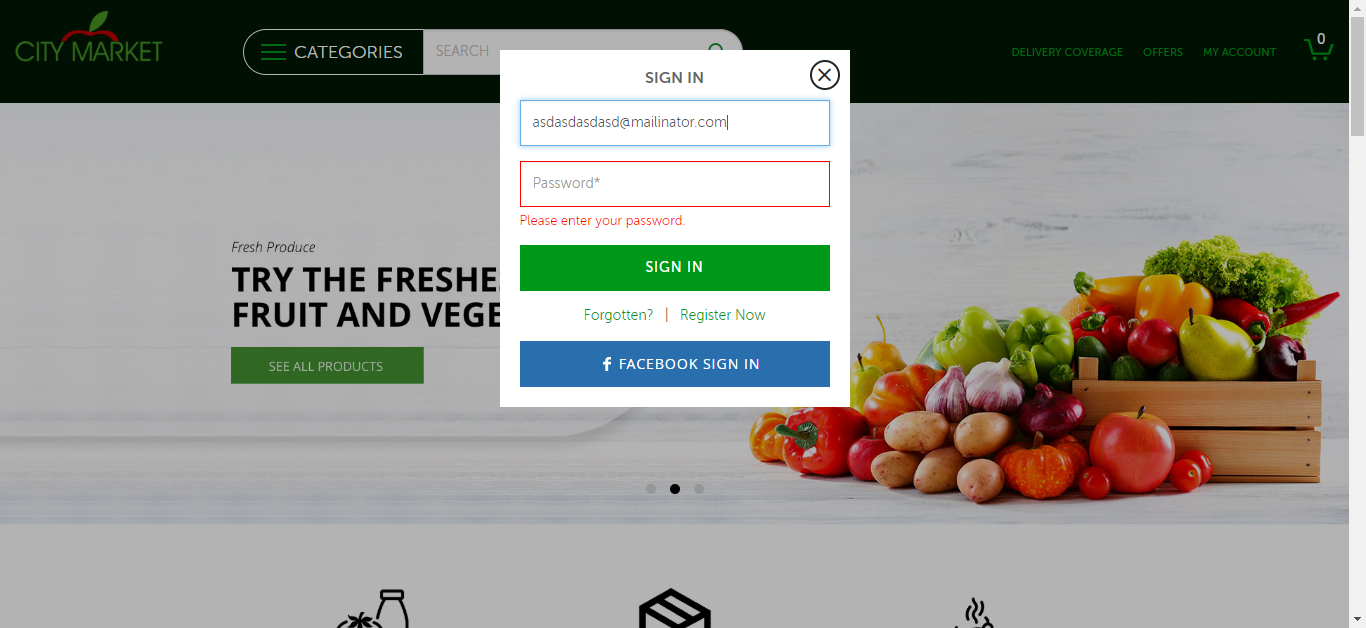 CITY MARKET
CATEGORIES
SEARCH
DELIVERY COVERAGE
OFFERS
MY ACCOUNT
0
SIGN IN
asdasdasdasd@mailinator.com
Password*
Please enter your password.
SIGN IN
Forgotten? | Register Now
f FACEBOOK SIGN IN
Fresh Produce
TRY THE FRESHE
FRUIT AND VEGE
SEE ALL PRODUCTS